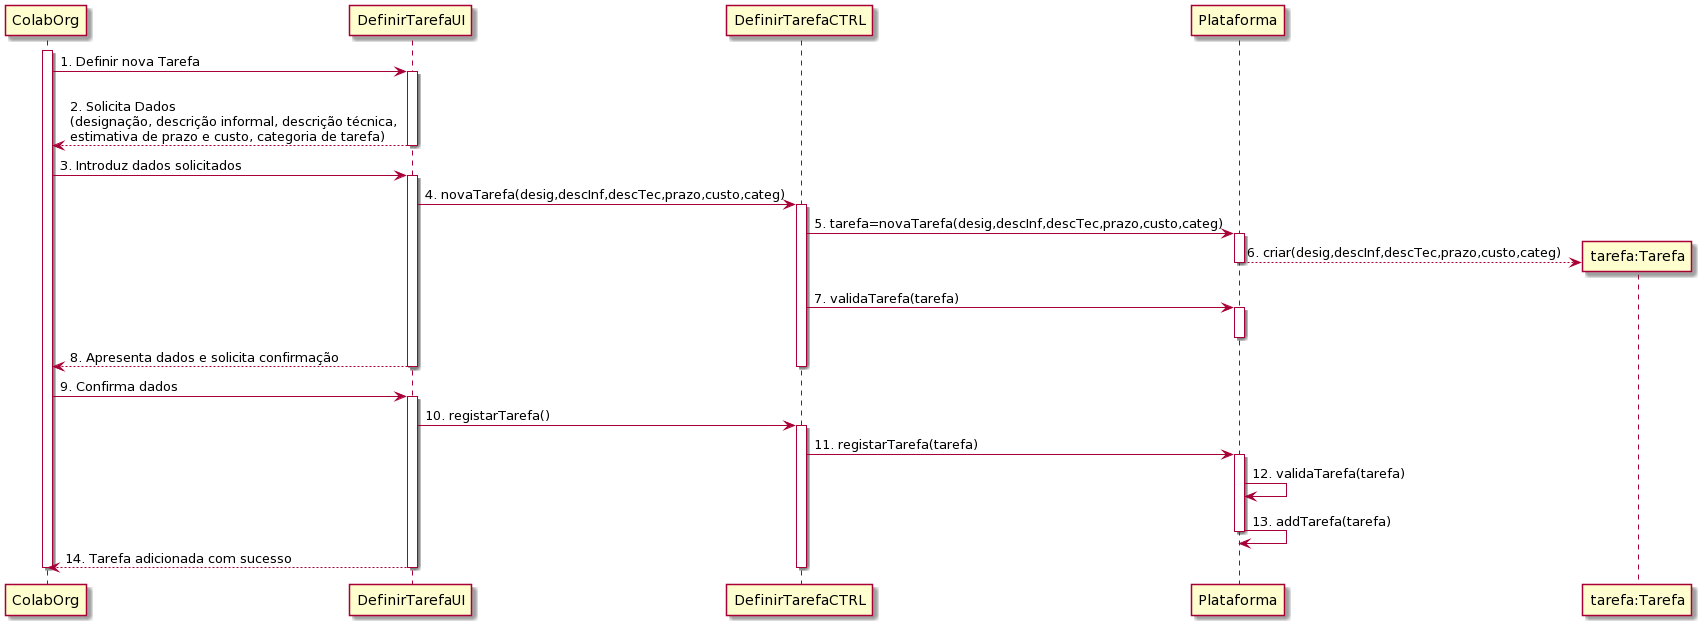 ColabOrg
DefinirTarefaUI
DefinirTarefaCTRL
Plataforma
1. Definir nova Tarefa
2. Solicita Dados
(designação, descrição informal, descrição técnica,
estimativa de prazo e custo, categoria de tarefa)
3. Introduz dados solicitados
4. novaTarefa(desig,descInf,descTec,prazo,custo,categ)
5. tarefa=novaTarefa(desig,descInf,descTec,prazo,custo,categ)
6. criar(desig,descInf,descTec,prazo,custo,categ)
tarefa:Tarefa
7. validaTarefa(tarefa)
8. Apresenta dados e solicita confirmação
9. Confirma dados
10. registarTarefa()
11. registarTarefa(tarefa)
12. validaTarefa(tarefa)
13. addTarefa(tarefa)
14. Tarefa adicionada com sucesso
ColabOrg
DefinirTarefaUI
DefinirTarefaCTRL
Plataforma
tarefa:Tarefa